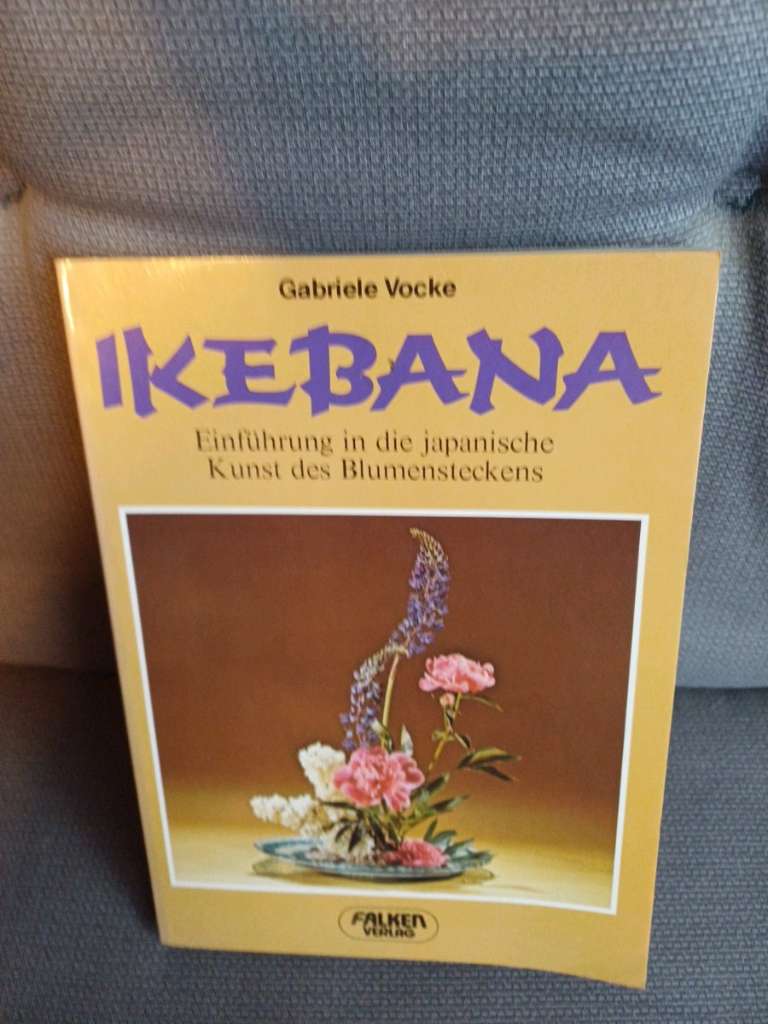 Gabriele Vocke
IKEBANA
Einführung in die japanische
Kunst des Blumensteckens
FALKEN
VERLAG